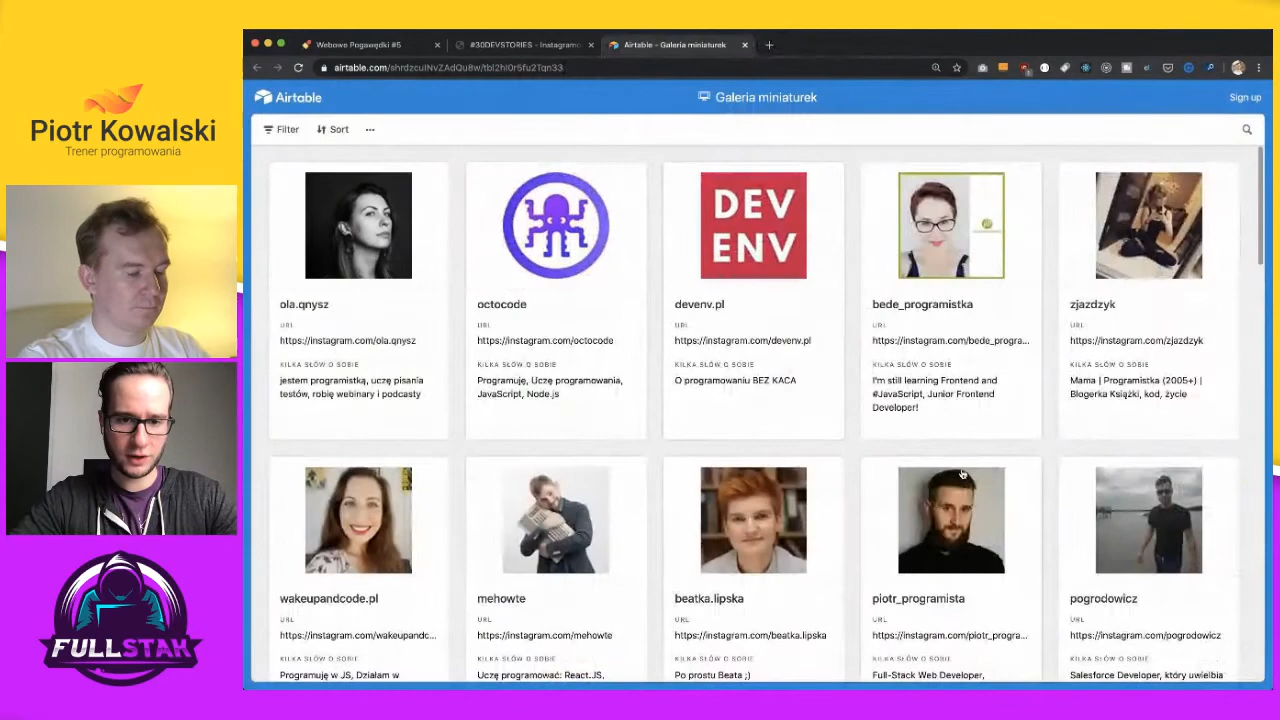 Piotr Kowalski
Trener programowania
FULLSTAK
Webowe Pogawędki #5
#30DEVSTORIES - Instagramo
Airtable - Galeria miniaturek
Airtable
Galeria miniaturek
Sign up
Filter
Sort
DEV
ENV
ola.qnysz
URL
https://instagram.com/ola.qnysz
KILKA SŁÓW O SOBIE
jestem programistką, uczę pisania
testów, robię webinary i podcasty
octocode
URL
https://instagram.com/octocode
KILKA SŁÓW O SOBIE
Programuję, Uczę programowania,
JavaScript, Node.js
devenv.pl
URL
https://instagram.com/devenv.pl
KILKA SŁÓW O SOBIE
O programowaniu BEZ KACA
bede_programistka
URL
https://instagram.com/bede_progra...
KILKA SŁÓW O SOBIE
I'm still learning Frontend and
#JavaScript, Junior Frontend
Developer!
zjazdzyk
URL
https://instagram.com/zjazdzyk
KILKA SŁÓW O SOBIE
Mama | Programistka (2005+) |
Blogerka Książki, kod, życie
wakeupandcode.pl
URL
https://instagram.com/wakeupandc...
KILKA SŁÓW O SOBIE
Programuję w JS, Działam w
mehowte
URL
https://instagram.com/mehowte
KILKA SŁÓW O SOBIE
Uczę programować: React.JS,
beatka.lipska
URL
https://instagram.com/beatka.lipska
KILKA SŁÓW O SOBIE
Po prostu Beata ;)
piotr_programista
URL
https://instagram.com/piotr_progra...
KILKA SŁÓW O SOBIE
Full-Stack Web Developer,
pogrodowicz
URL
https://instagram.com/pogrodowicz
KILKA SŁÓW O SOBIE
Salesforce Developer, który uwielbia